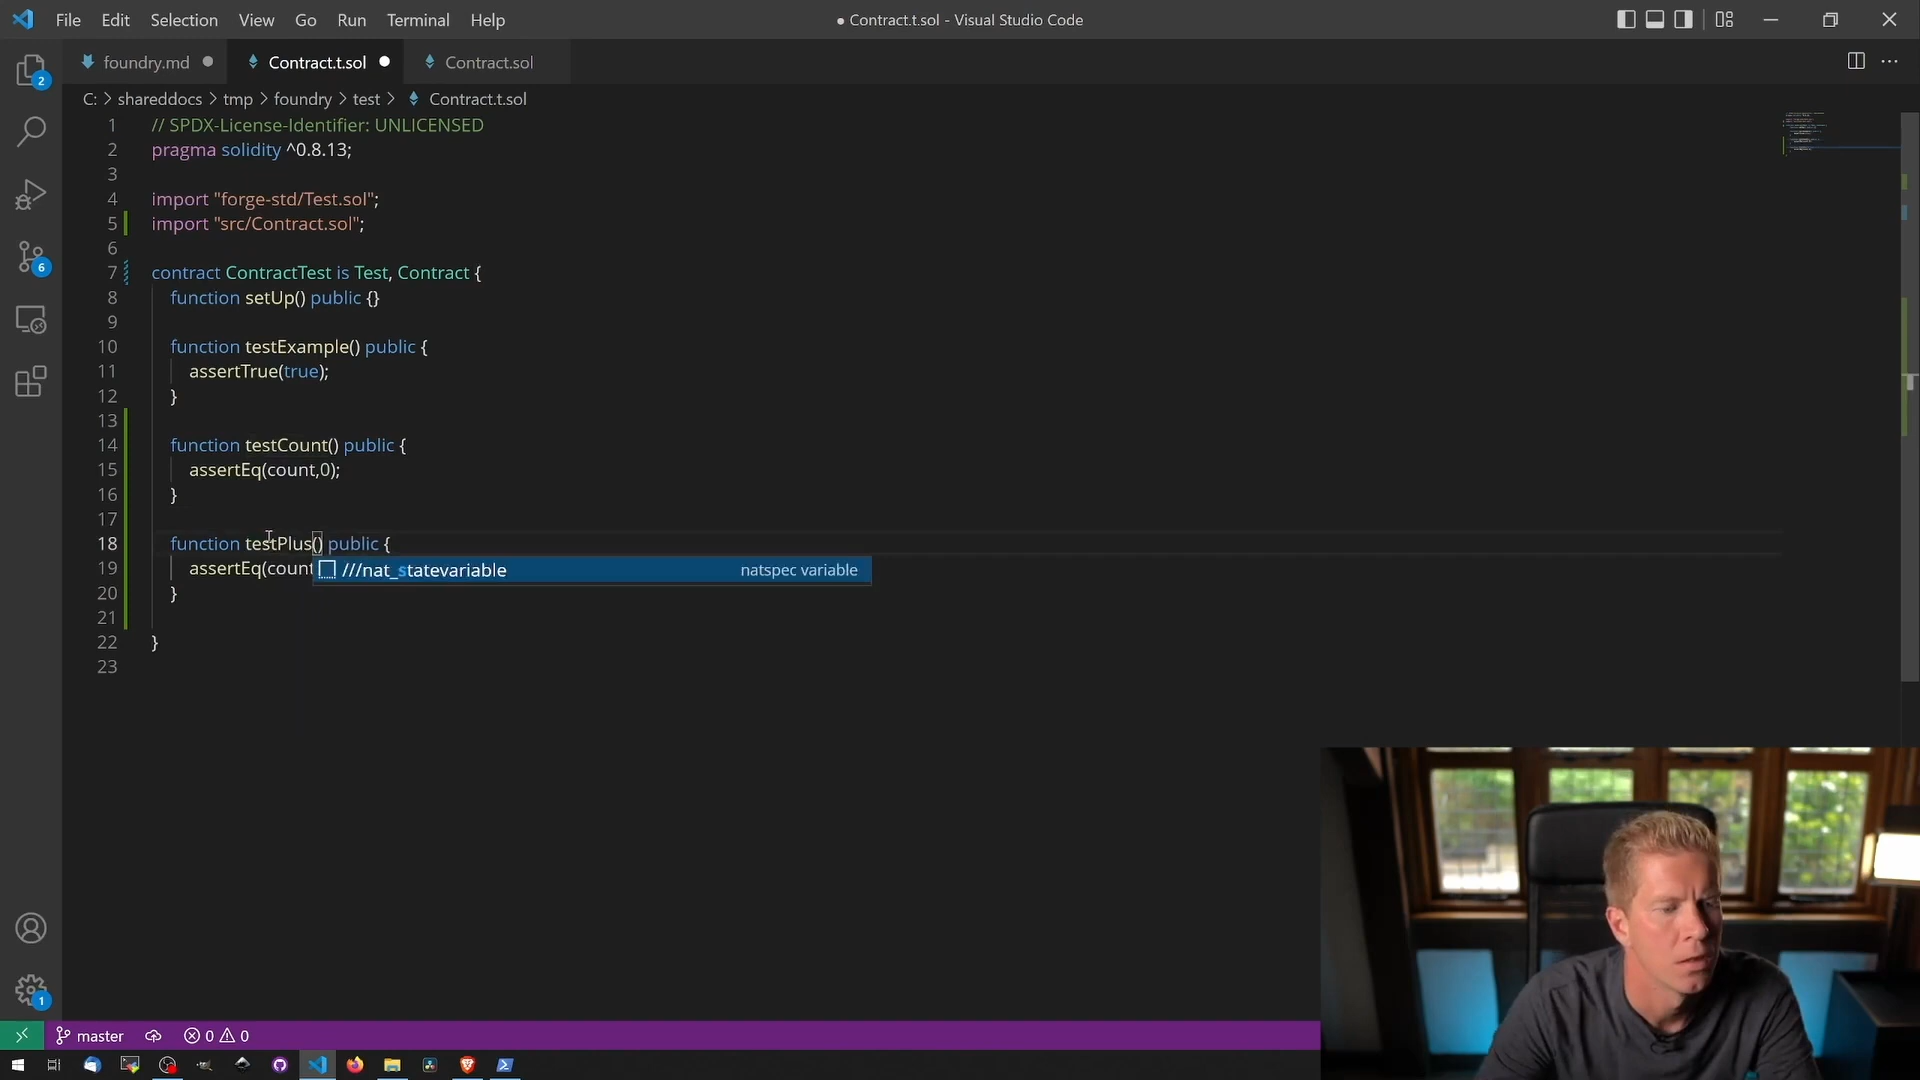 File Edit Selection View Go Run Terminal Help
● Contract.t.sol - Visual Studio Code
foundry.md Contract.t.sol Contract.sol
C: > shareddocs > tmp > foundry > test > Contract.t.sol
1 // SPDX-License-Identifier: UNLICENSED
2 pragma solidity ^0.8.13;
3
4 import "forge-std/Test.sol";
5 import "src/Contract.sol";
6
7 contract ContractTest is Test, Contract {
8 function setUp() public {}
9
10 function testExample() public {
11 assertTrue(true);
12 }
13
14 function testCount() public {
15 assertEq(count,0);
16 }
17
18 function testPlus() public {
19 assertEq(count
///nat_statevariable natspec variable
20 }
21
22 }
23
2
6
1
master 0 0